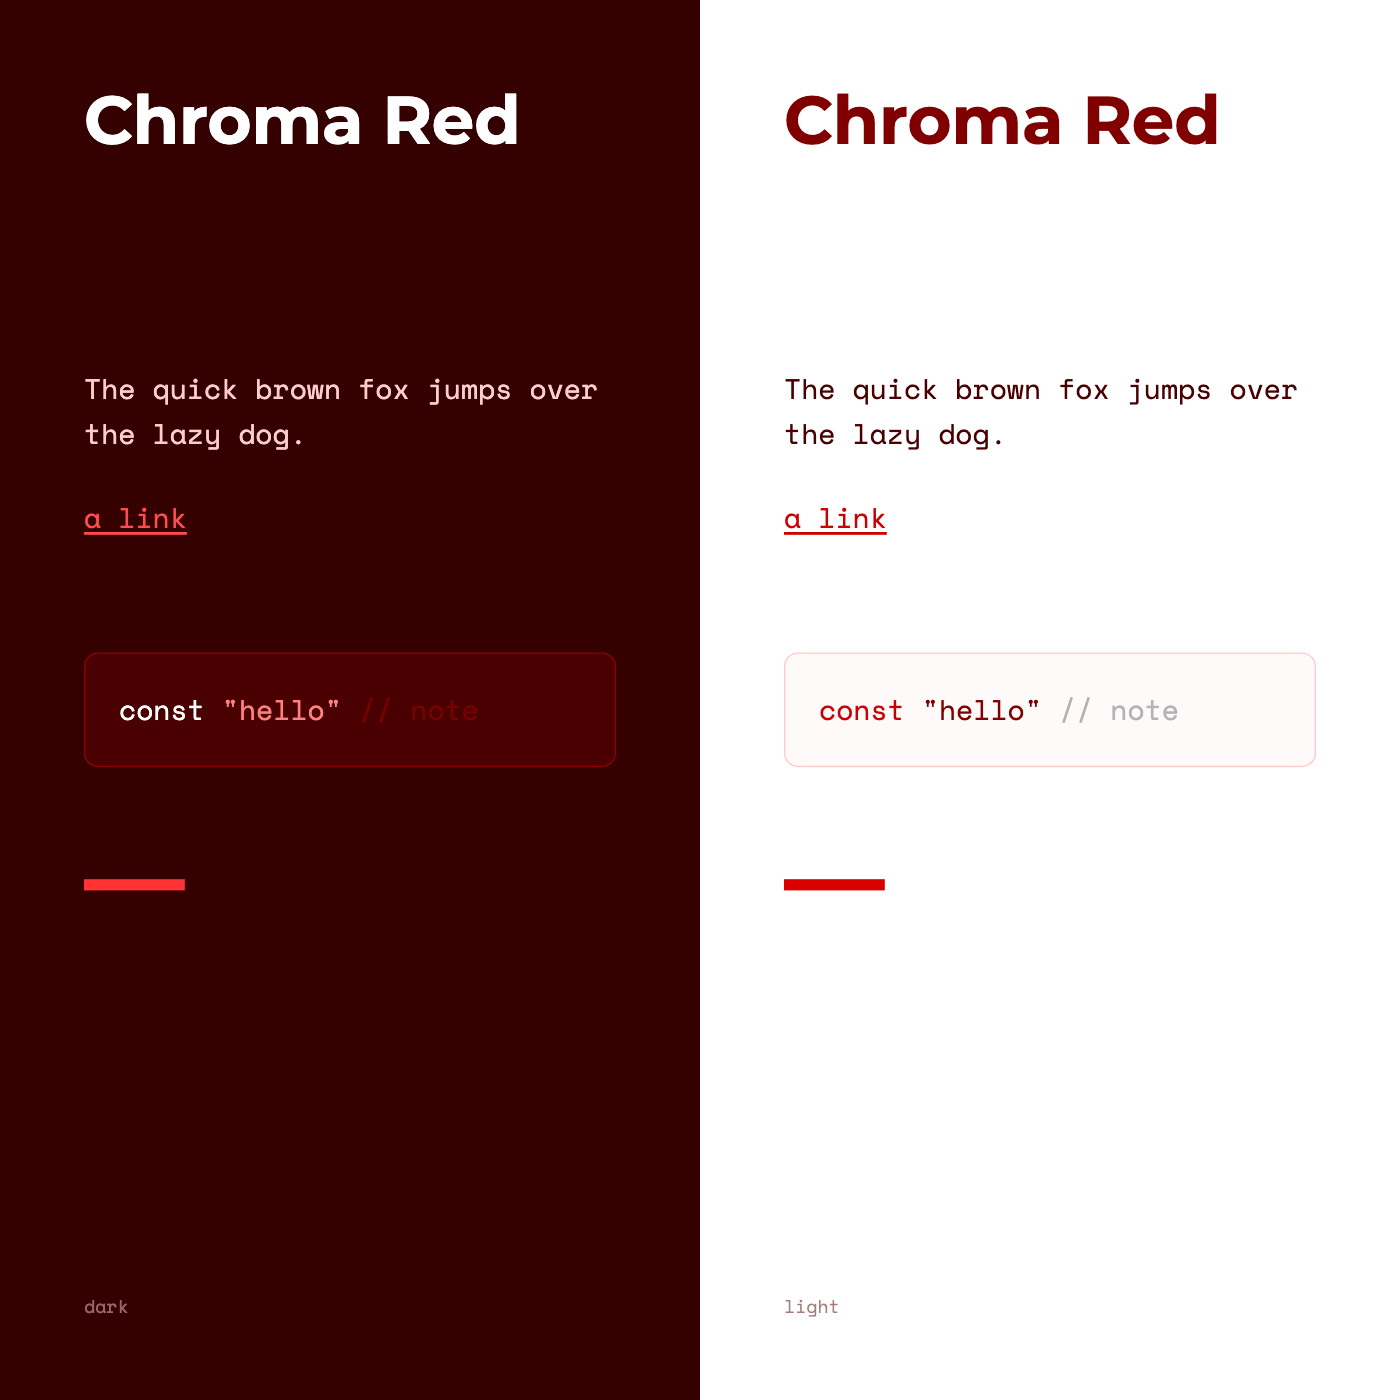 Chroma Red
The quick brown fox jumps over
the lazy dog.
a link
const "hello" // note
dark
Chroma Red
The quick brown fox jumps over
the lazy dog.
a link
const "hello" // note
light